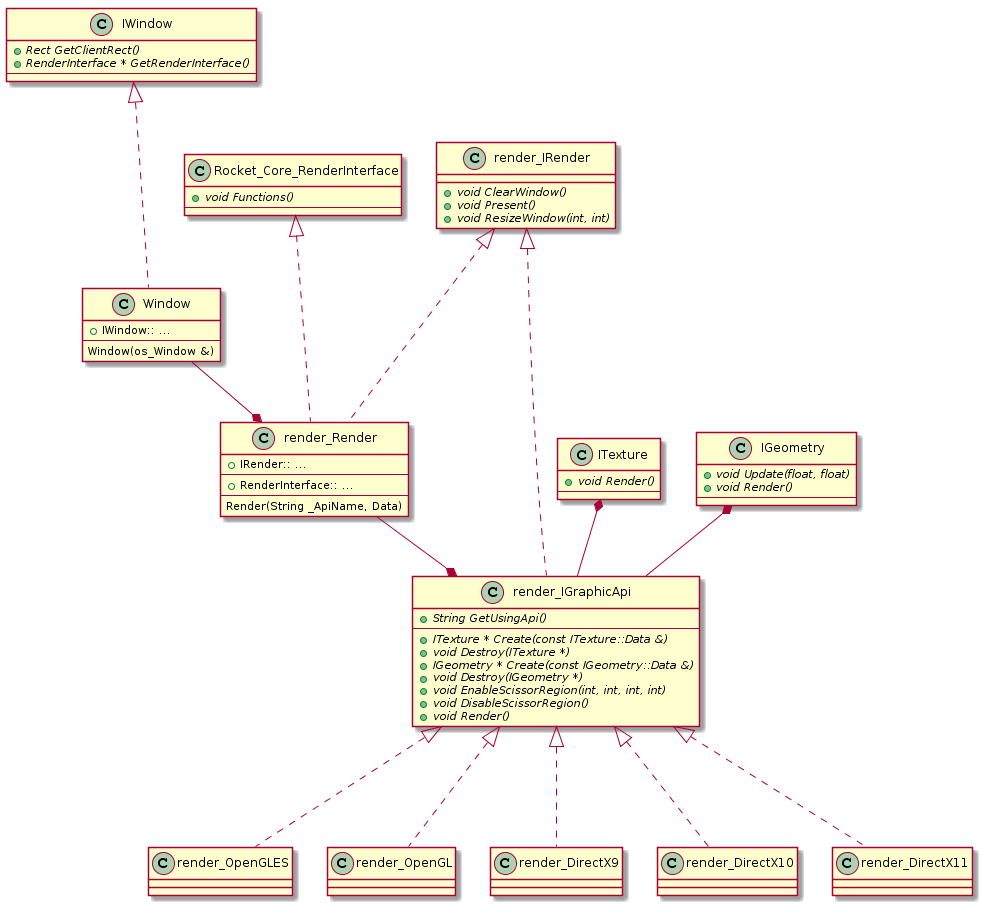 C IWindow
Rect GetClientRect()
RenderInterface * GetRenderInterface()
C Rocket_Core_RenderInterface
void Functions()
C render_IRender
void ClearWindow()
void Present()
void ResizeWindow(int, int)
C Window
IWindow:: ...
Window(os_Window &)
C render_Render
IRender:: ...
RenderInterface:: ...
Render(String _ApiName, Data)
C ITexture
void Render()
C IGeometry
void Update(float, float)
void Render()
C render_IGraphicApi
String GetUsingApi()
ITexture * Create(const ITexture::Data &)
void Destroy(ITexture *)
IGeometry * Create(const IGeometry::Data &)
void Destroy(IGeometry *)
void EnableScissorRegion(int, int, int, int)
void DisableScissorRegion()
void Render()
C render_OpenGLES
C render_OpenGL
C render_DirectX9
C render_DirectX10
C render_DirectX11